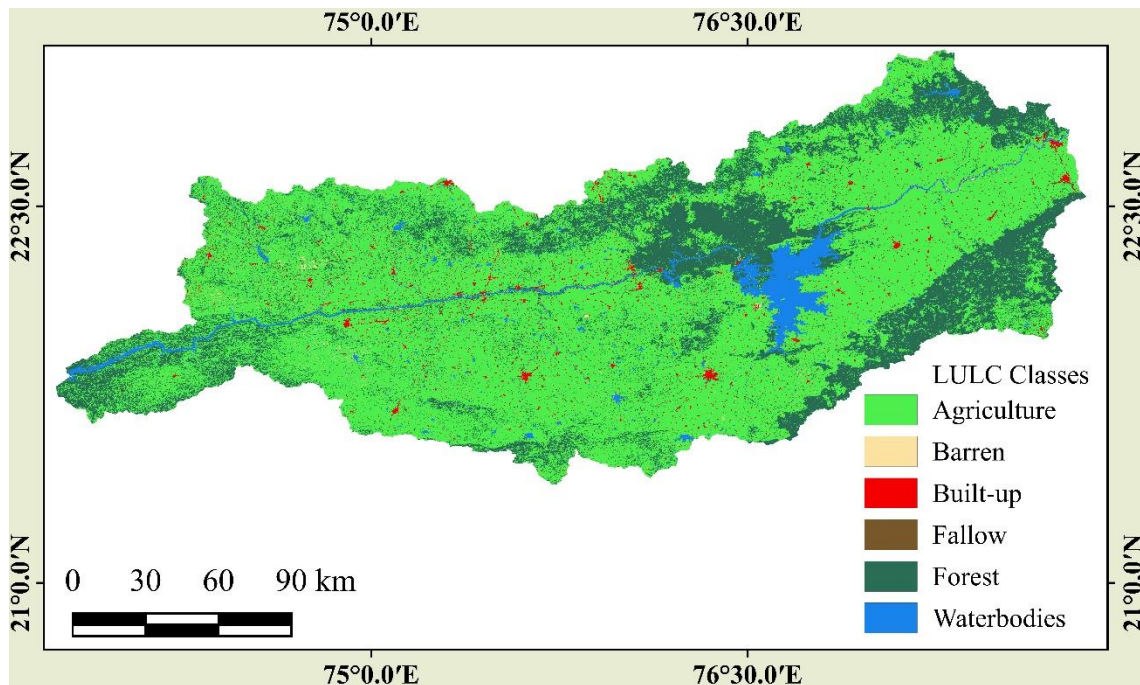 75°0.0′E 76°30.0′E
22°30.0′N 22°30.0′N
LULC Classes
Agriculture
Barren
Built-up
Fallow
Forest
Waterbodies
0 30 60 90 km
21°0.0′N 21°0.0′N
75°0.0′E 76°30.0′E